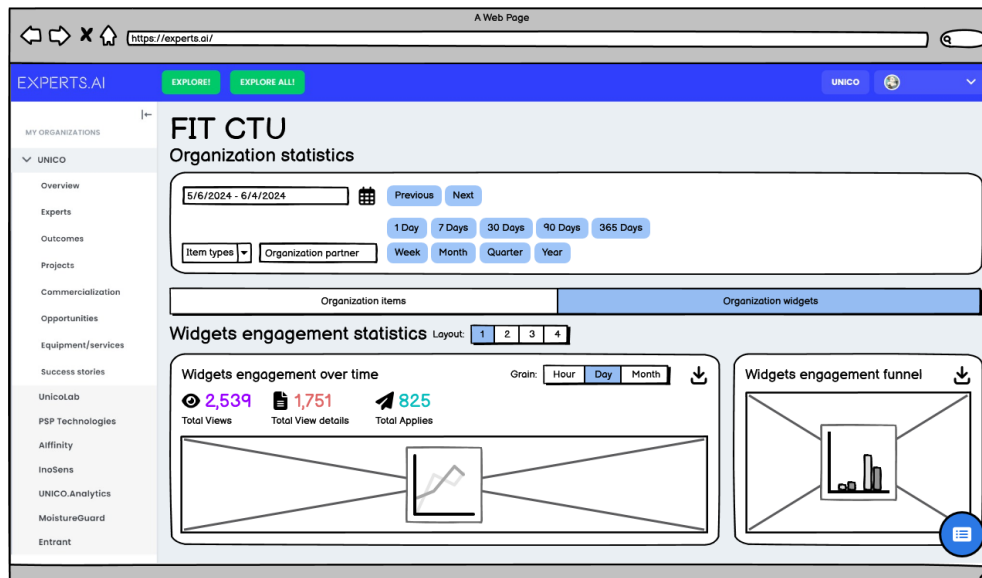 A Web Page
https://experts.ai/
EXPERTS.AI
EXPLORE!
EXPLORE ALL!
UNICO
MY ORGANIZATIONS
UNICO
Overview
Experts
Outcomes
Projects
Commercialization
Opportunities
Equipment/services
Success stories
UnicoLab
PSP Technologies
AIffinity
InoSens
UNICO.Analytics
MoistureGuard
Entrant
FIT CTU
Organization statistics
5/6/2024 - 6/4/2024
Previous Next
1 Day 7 Days 30 Days 90 Days 365 Days
Item types Organization partner Week Month Quarter Year
Organization items Organization widgets
Widgets engagement statistics Layout: 1 2 3 4
Widgets engagement over time Grain: Hour Day Month
2,539 1,751 825
Total Views Total View details Total Applies
Widgets engagement funnel